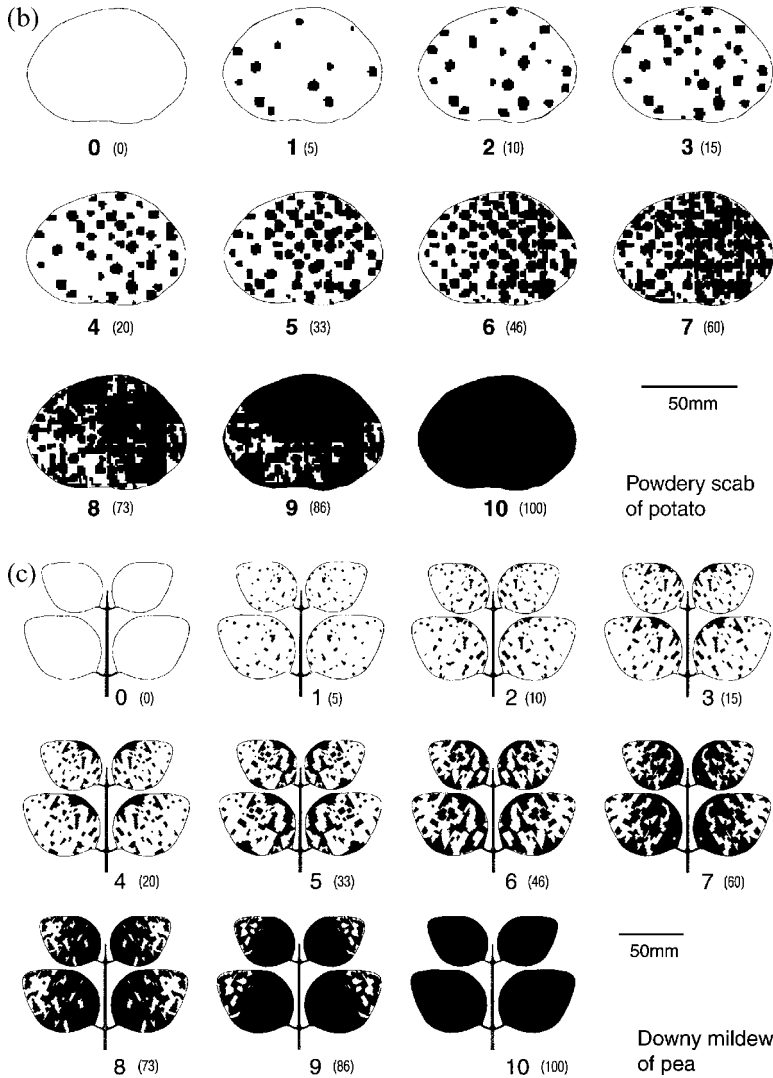 (b)
0 (0) 1 (5) 2 (10) 3 (15)
4 (20) 5 (33) 6 (46) 7 (60)
50mm
8 (73) 9 (86) 10 (100)
Powdery scab
of potato
(c)
0 (0) 1 (5) 2 (10) 3 (15)
4 (20) 5 (33) 6 (46) 7 (60)
50mm
8 (73) 9 (86) 10 (100)
Downy mildew
of pea